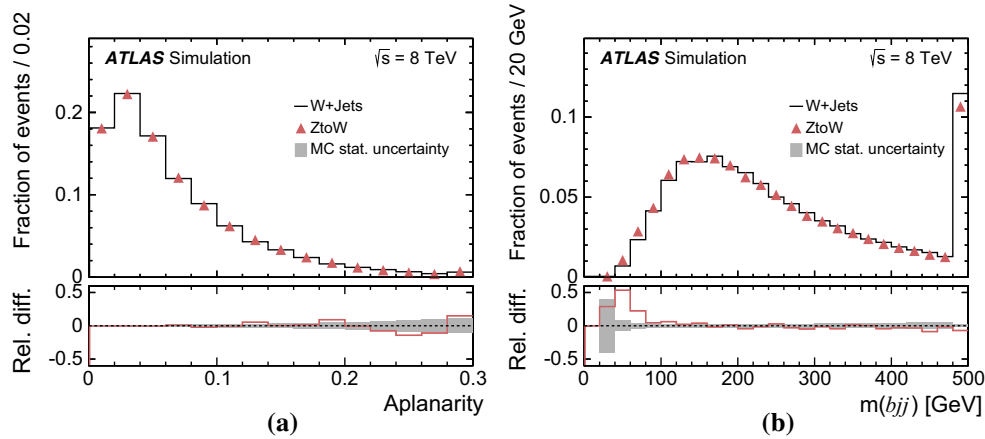 Fraction of events / 0.02
ATLAS Simulation
√s = 8 TeV
W+Jets
ZtoW
MC stat. uncertainty
0.2
0.1
0
Rel. diff.
0.5
0
-0.5
0 0.1 0.2 0.3
Aplanarity
(a)
Fraction of events / 20 GeV
ATLAS Simulation
√s = 8 TeV
W+Jets
ZtoW
MC stat. uncertainty
0.1
0.05
0
Rel. diff.
0.5
0
-0.5
0 100 200 300 400 500
m(bjj) [GeV]
(b)